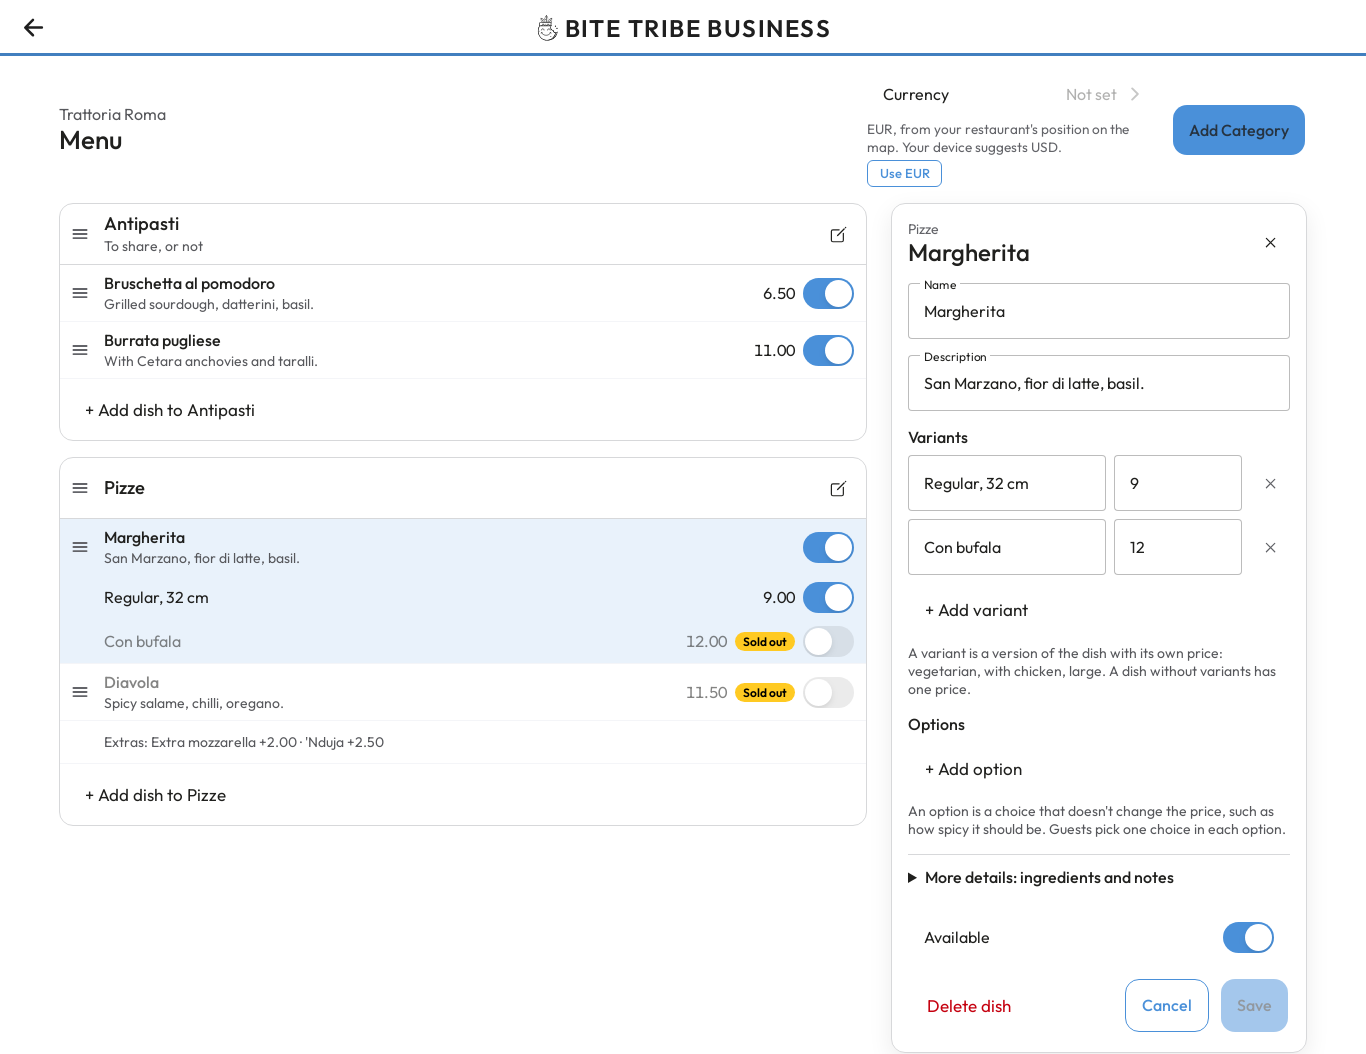 BITE TRIBE BUSINESS
Trattoria Roma
Menu
Currency
Not set
EUR, from your restaurant's position on the
map. Your device suggests USD.
Use EUR
Add Category
Antipasti
To share, or not
Bruschetta al pomodoro
Grilled sourdough, datterini, basil.
6.50
Burrata pugliese
With Cetara anchovies and taralli.
11.00
+ Add dish to Antipasti
Pizze
Margherita
San Marzano, fior di latte, basil.
Regular, 32 cm
9.00
Con bufala
12.00
Sold out
Diavola
Spicy salame, chilli, oregano.
11.50
Sold out
Extras: Extra mozzarella +2.00 · 'Nduja +2.50
+ Add dish to Pizze
Pizze
Margherita
Name
Margherita
Description
San Marzano, fior di latte, basil.
Variants
Regular, 32 cm
9
Con bufala
12
+ Add variant
A variant is a version of the dish with its own price:
vegetarian, with chicken, large. A dish without variants has
one price.
Options
+ Add option
An option is a choice that doesn't change the price, such as
how spicy it should be. Guests pick one choice in each option.
More details: ingredients and notes
Available
Delete dish
Cancel
Save